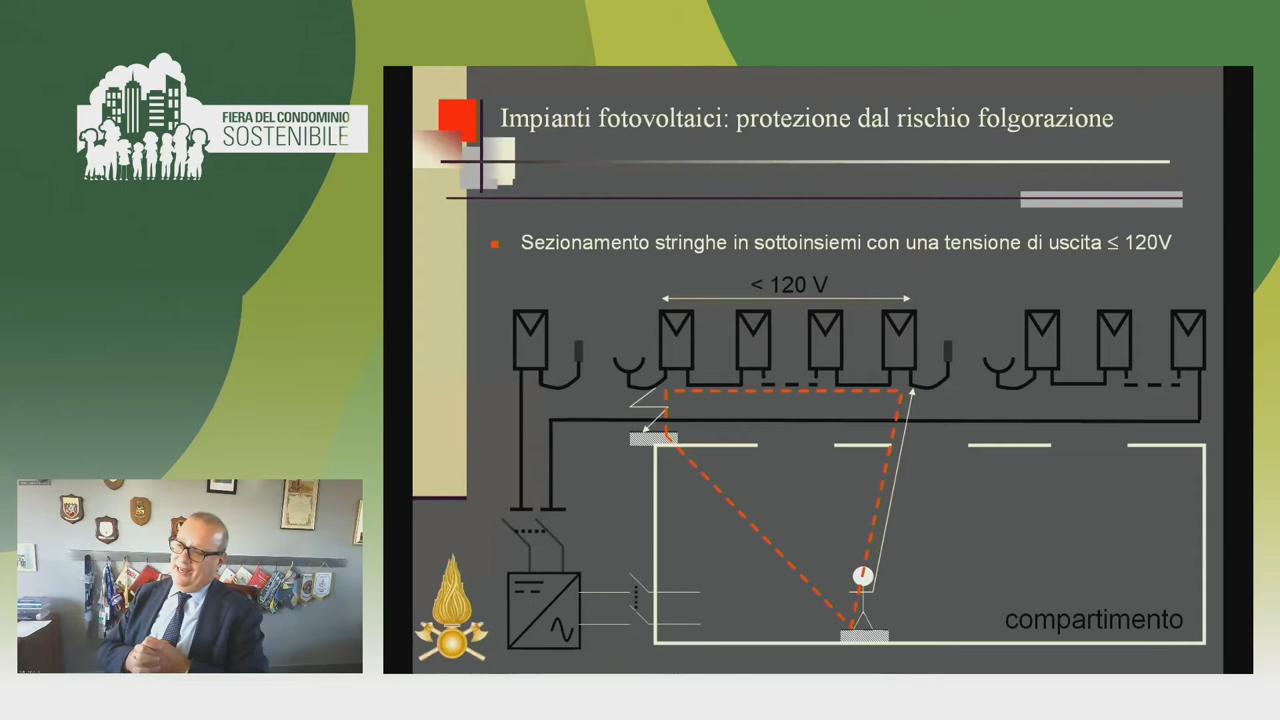 FIERA DEL CONDOMINIO
SOSTENIBILE
Impianti fotovoltaici: protezione dal rischio folgorazione
Sezionamento stringhe in sottoinsiemi con una tensione di uscita ≤ 120V
< 120 V
compartimento